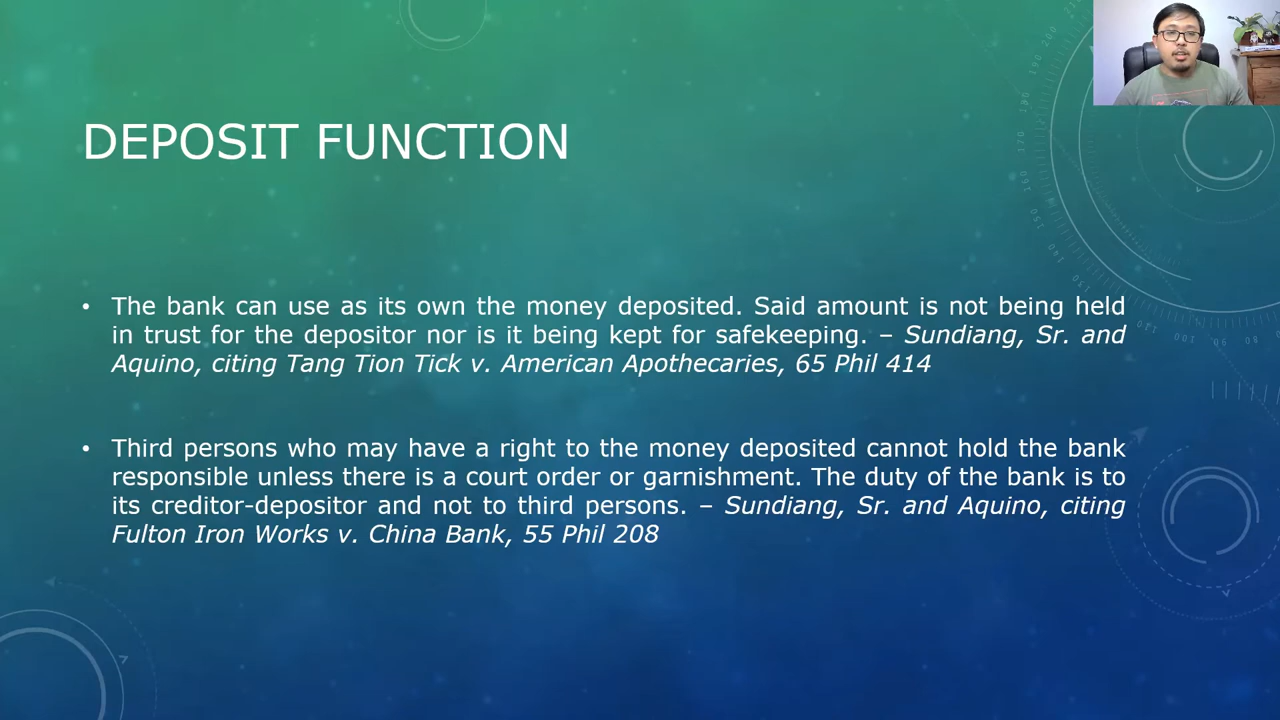 DEPOSIT FUNCTION
• The bank can use as its own the money deposited. Said amount is not being held
in trust for the depositor nor is it being kept for safekeeping. – Sundiang, Sr. and
Aquino, citing Tang Tion Tick v. American Apothecaries, 65 Phil 414
• Third persons who may have a right to the money deposited cannot hold the bank
responsible unless there is a court order or garnishment. The duty of the bank is to
its creditor-depositor and not to third persons. – Sundiang, Sr. and Aquino, citing
Fulton Iron Works v. China Bank, 55 Phil 208